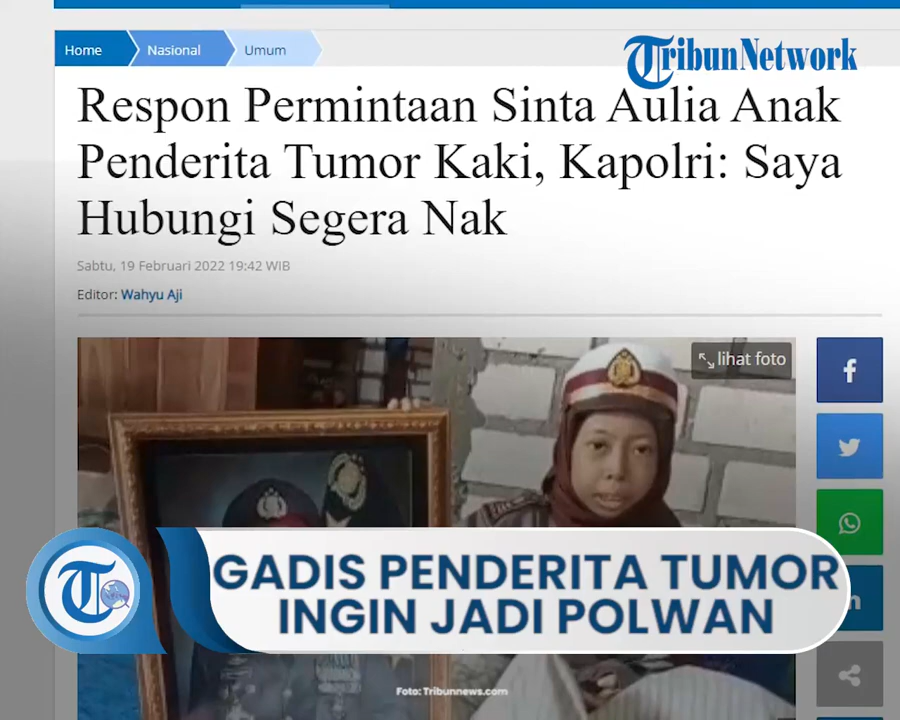 Home
Nasional
Umum
TribunNetwork
Respon Permintaan Sinta Aulia Anak
Penderita Tumor Kaki, Kapolri: Saya
Hubungi Segera Nak
Sabtu, 19 Februari 2022 19:42 WIB
Editor: Wahyu Aji
lihat foto
GADIS PENDERITA TUMOR
INGIN JADI POLWAN
Foto: Tribunnews.com